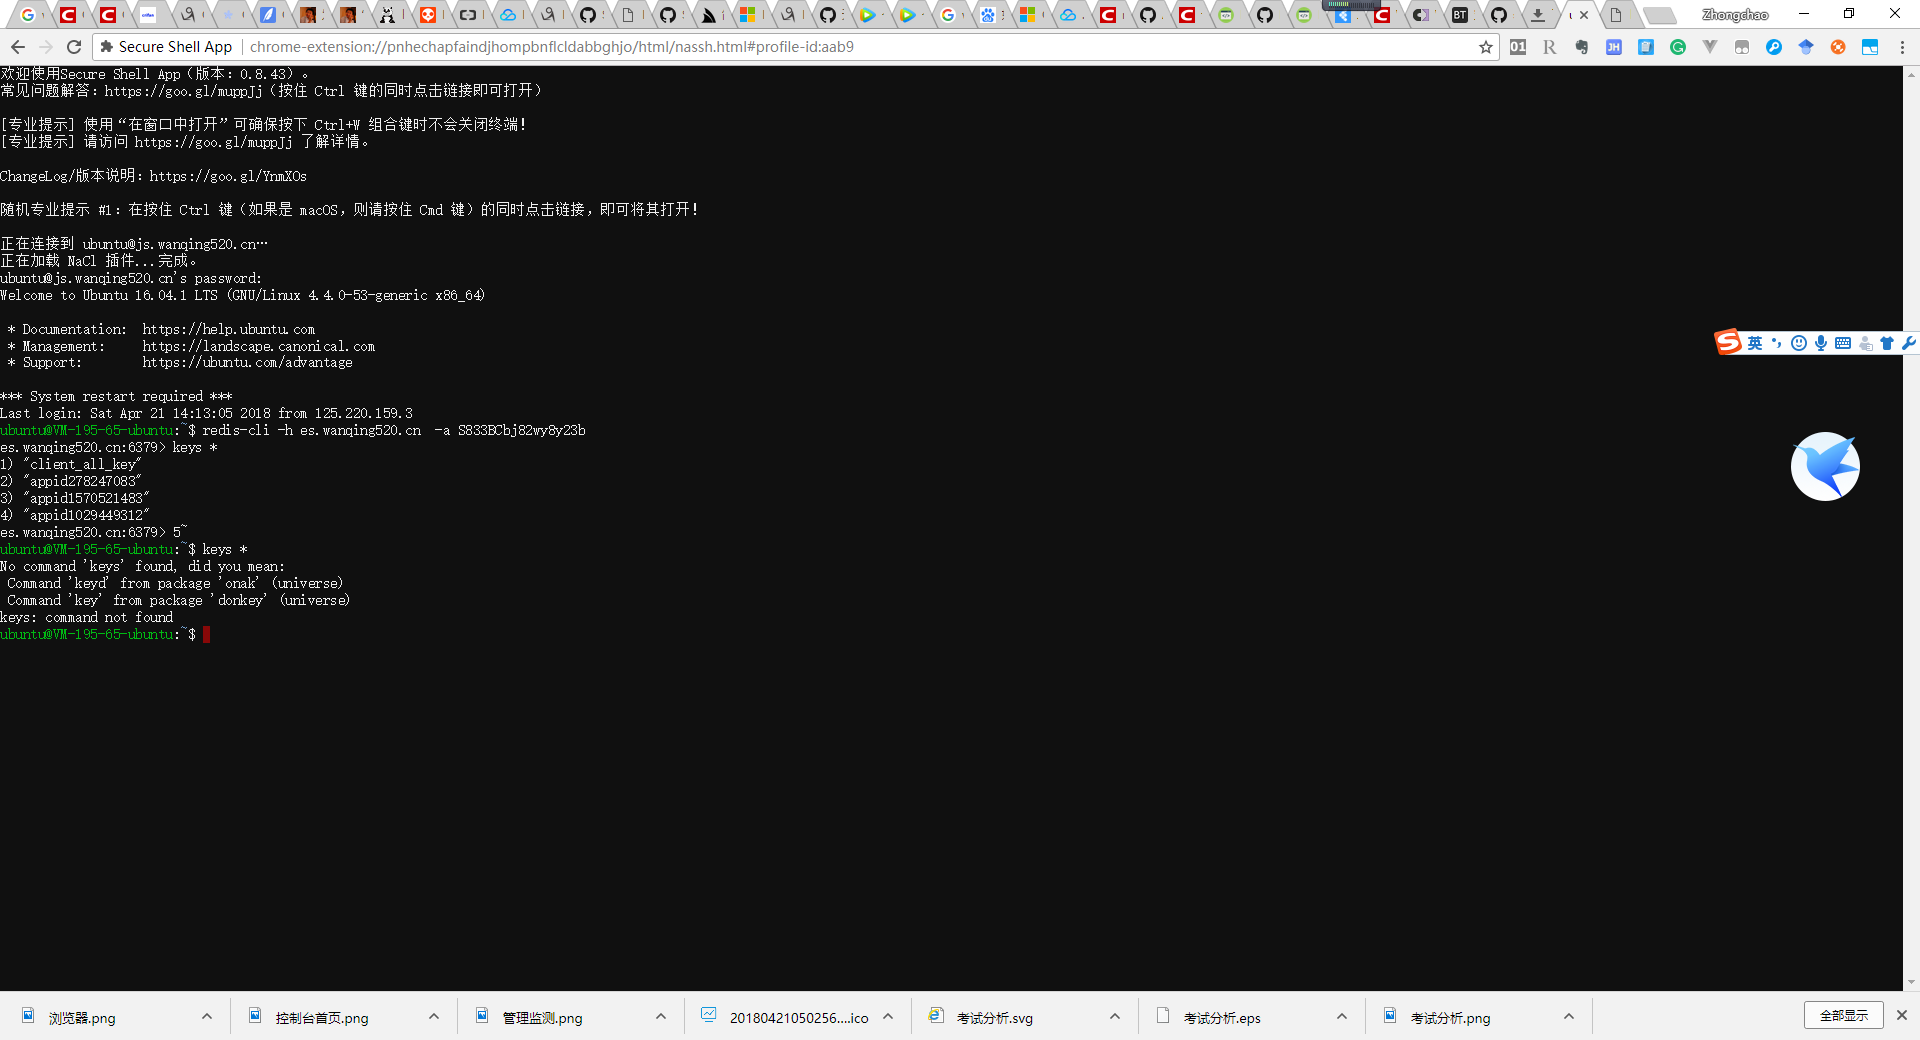 Zhongchao
Secure Shell App | chrome-extension://pnhechapfaindjhompbnflcldabbghjo/html/nassh.html#profile-id:aab9
欢迎使用Secure Shell App（版本：0.8.43）。
常见问题解答：https://goo.gl/muppJj（按住 Ctrl 键的同时点击链接即可打开）
[专业提示] 使用“在窗口中打开”可确保按下 Ctrl+W 组合键时不会关闭终端！
[专业提示] 请访问 https://goo.gl/muppJj 了解详情。
ChangeLog/版本说明：https://goo.gl/YnmXOs
随机专业提示 #1：在按住 Ctrl 键（如果是 macOS，则请按住 Cmd 键）的同时点击链接，即可将其打开！
正在连接到 ubuntu@js.wanqing520.cn…
正在加载 NaCl 插件...完成。
ubuntu@js.wanqing520.cn's password:
Welcome to Ubuntu 16.04.1 LTS (GNU/Linux 4.4.0-53-generic x86_64)
* Documentation:  https://help.ubuntu.com
* Management:     https://landscape.canonical.com
* Support:        https://ubuntu.com/advantage
*** System restart required ***
Last login: Sat Apr 21 14:13:05 2018 from 125.220.159.3
ubuntu@VM-195-65-ubuntu:~$ redis-cli -h es.wanqing520.cn  -a S833BCbj82wy8y23b
es.wanqing520.cn:6379> keys *
1) "client_all_key"
2) "appid278247083"
3) "appid1570521483"
4) "appid1029449312"
es.wanqing520.cn:6379> 5~
ubuntu@VM-195-65-ubuntu:~$ keys *
No command 'keys' found, did you mean:
Command 'keyd' from package 'onak' (universe)
Command 'key' from package 'donkey' (universe)
keys: command not found
ubuntu@VM-195-65-ubuntu:~$
英
浏览器.png
控制台首页.png
管理监测.png
20180421050256....ico
考试分析.svg
考试分析.eps
考试分析.png
全部显示